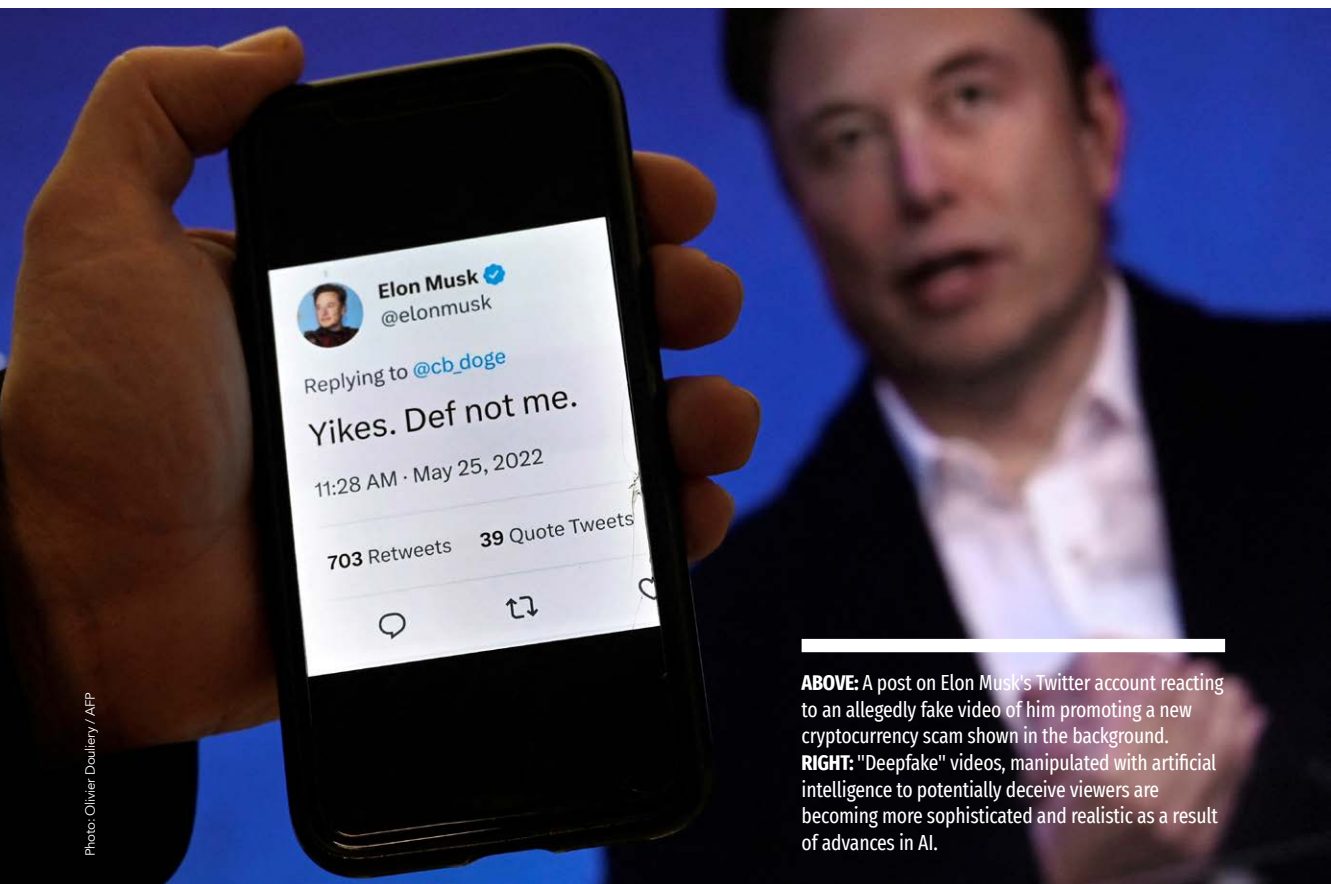 Elon Musk
@elonmusk
Replying to @cb_doge
Yikes. Def not me.
11:28 AM · May 25, 2022
703 Retweets 39 Quote Tweets
ABOVE: A post on Elon Musk's Twitter account reacting
to an allegedly fake video of him promoting a new
cryptocurrency scam shown in the background.
RIGHT: "Deepfake" videos, manipulated with artificial
intelligence to potentially deceive viewers are
becoming more sophisticated and realistic as a result
of advances in AI.
Photo: Olivier Douliery / AFP